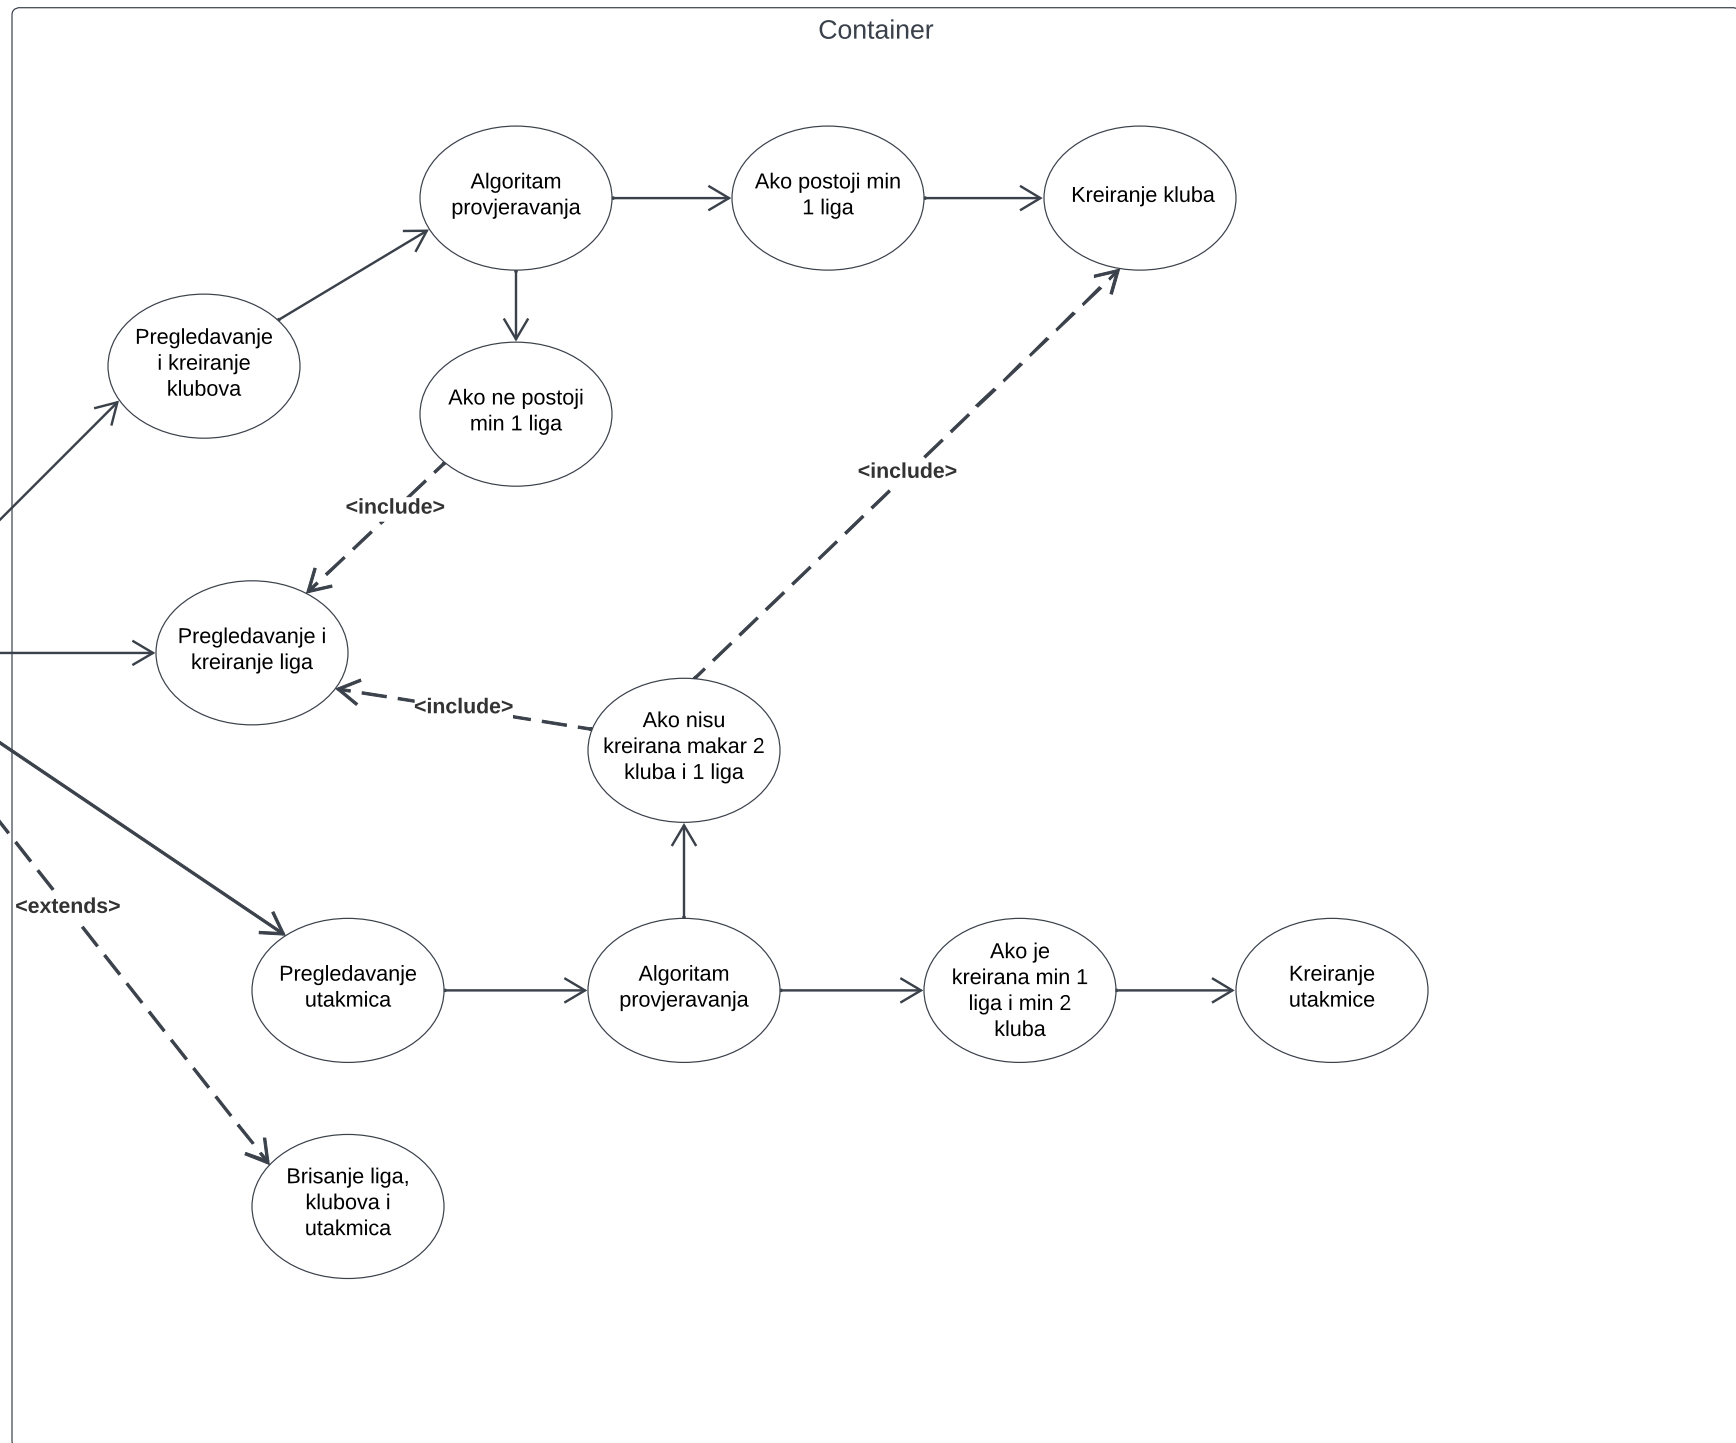 Container
Algoritam
provjeravanja
Ako postoji min
1 liga
Kreiranje kluba
Pregledavanje
i kreiranje
klubova
Ako ne postoji
min 1 liga
<include>
<include>
Pregledavanje i
kreiranje liga
<include>
Ako nisu
kreirana makar 2
kluba i 1 liga
<extends>
Pregledavanje
utakmica
Algoritam
provjeravanja
Ako je
kreirana min 1
liga i min 2
kluba
Kreiranje
utakmice
Brisanje liga,
klubova i
utakmica